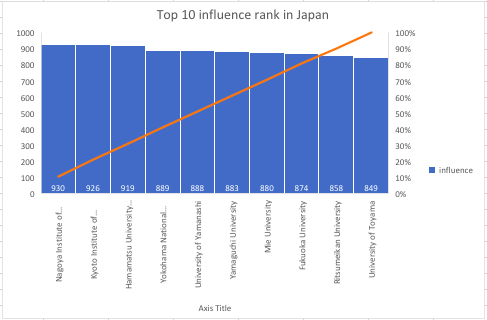 Top 10 influence rank in Japan
1000
900
800
700
600
500
400
300
200
100
0
100%
90%
80%
70%
60%
50%
40%
30%
20%
10%
0%
930
926
919
889
888
883
880
874
858
849
influence
Nagoya Institute of...
Kyoto Institute of...
Hamamatsu University...
Yokohama National...
University of Yamanashi
Yamaguchi University
Mie University
Fukuoka University
Ritsumeikan University
University of Toyama
Axis Title